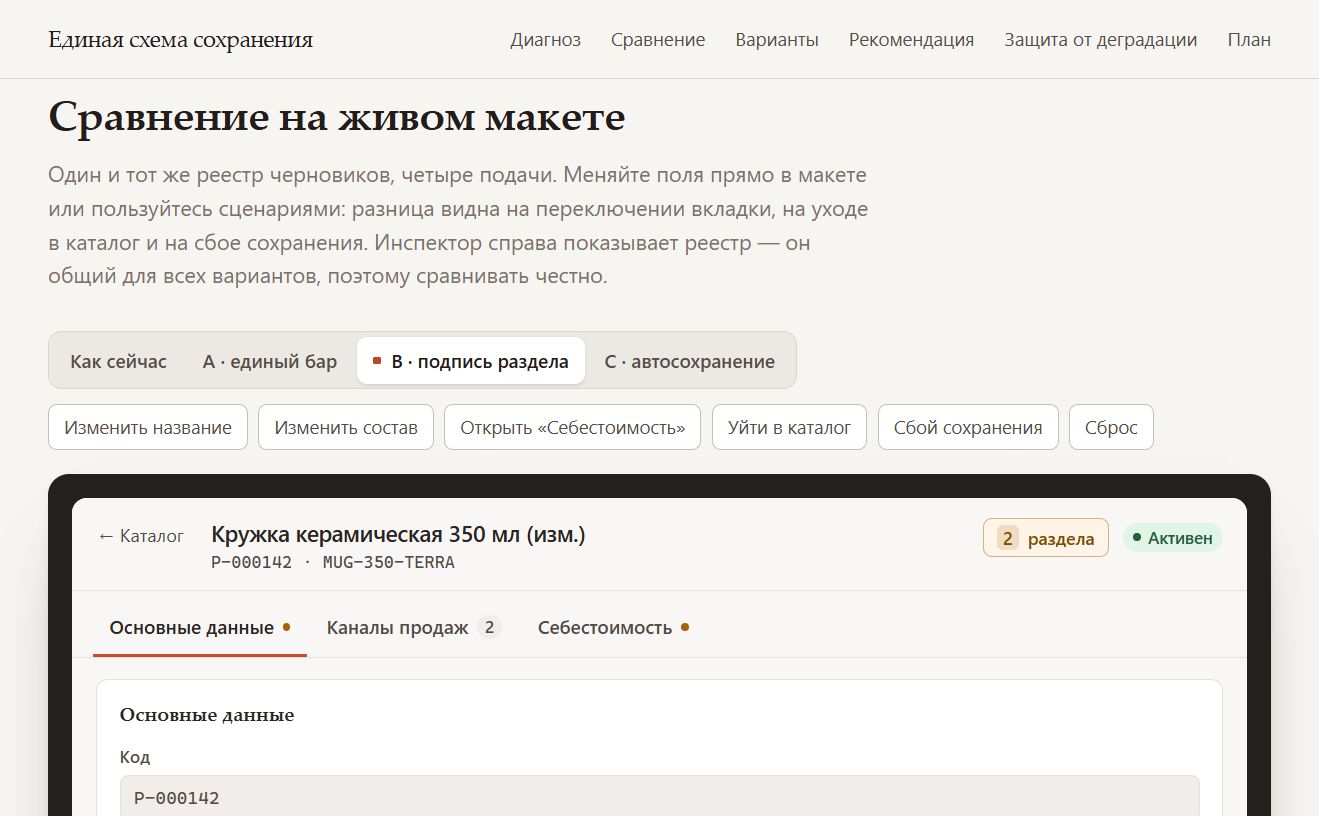 Единая схема сохранения
Диагноз
Сравнение
Варианты
Рекомендация
Защита от деградации
План
Сравнение на живом макете
Один и тот же реестр черновиков, четыре подачи. Меняйте поля прямо в макете
или пользуйтесь сценариями: разница видна на переключении вкладки, на уходе
в каталог и на сбое сохранения. Инспектор справа показывает реестр — он
общий для всех вариантов, поэтому сравнивать честно.
Как сейчас
A · единый бар
B · подпись раздела
C · автосохранение
Изменить название
Изменить состав
Открыть «Себестоимость»
Уйти в каталог
Сбой сохранения
Сброс
← Каталог
Кружка керамическая 350 мл (изм.)
P-000142 · MUG-350-TERRA
2 раздела
Активен
Основные данные
Каналы продаж 2
Себестоимость
Основные данные
Код
P-000142